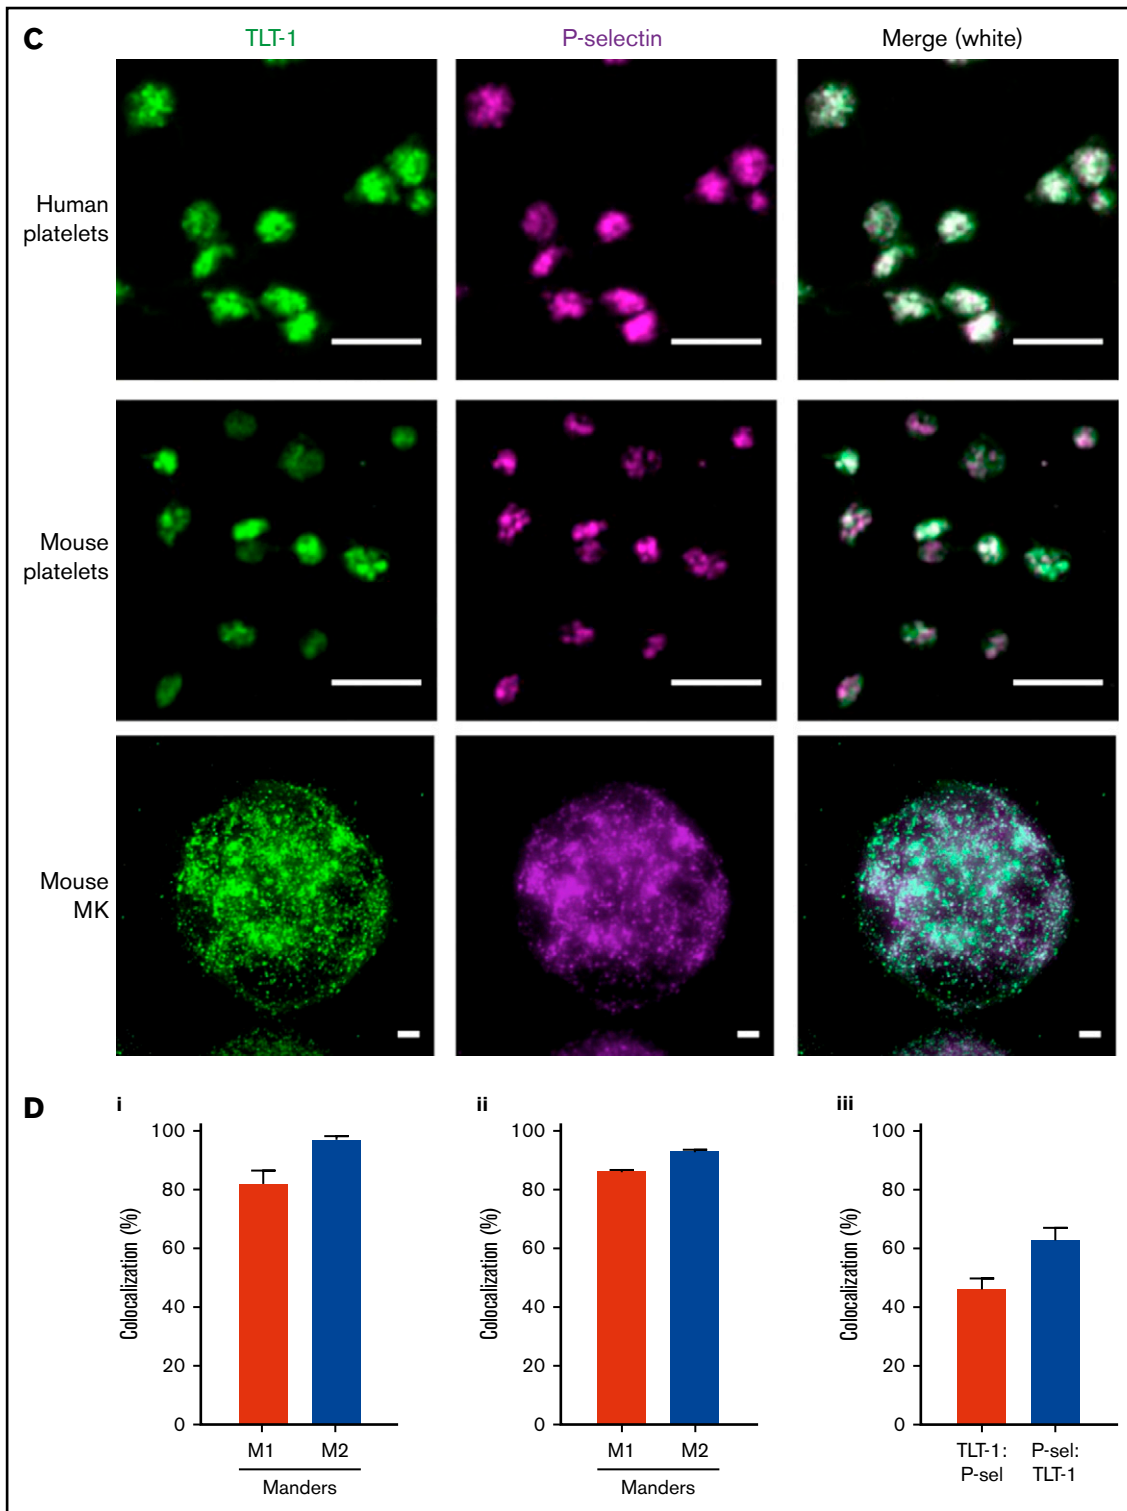 C
TLT-1
P-selectin
Merge (white)
Human
platelets
Mouse
platelets
Mouse
MK
D
i
100
80
60
40
20
0
Colocalization (%)
M1
M2
Manders
ii
100
80
60
40
20
0
Colocalization (%)
M1
M2
Manders
iii
100
80
60
40
20
0
Colocalization (%)
TLT-1:
P-sel
P-sel:
TLT-1